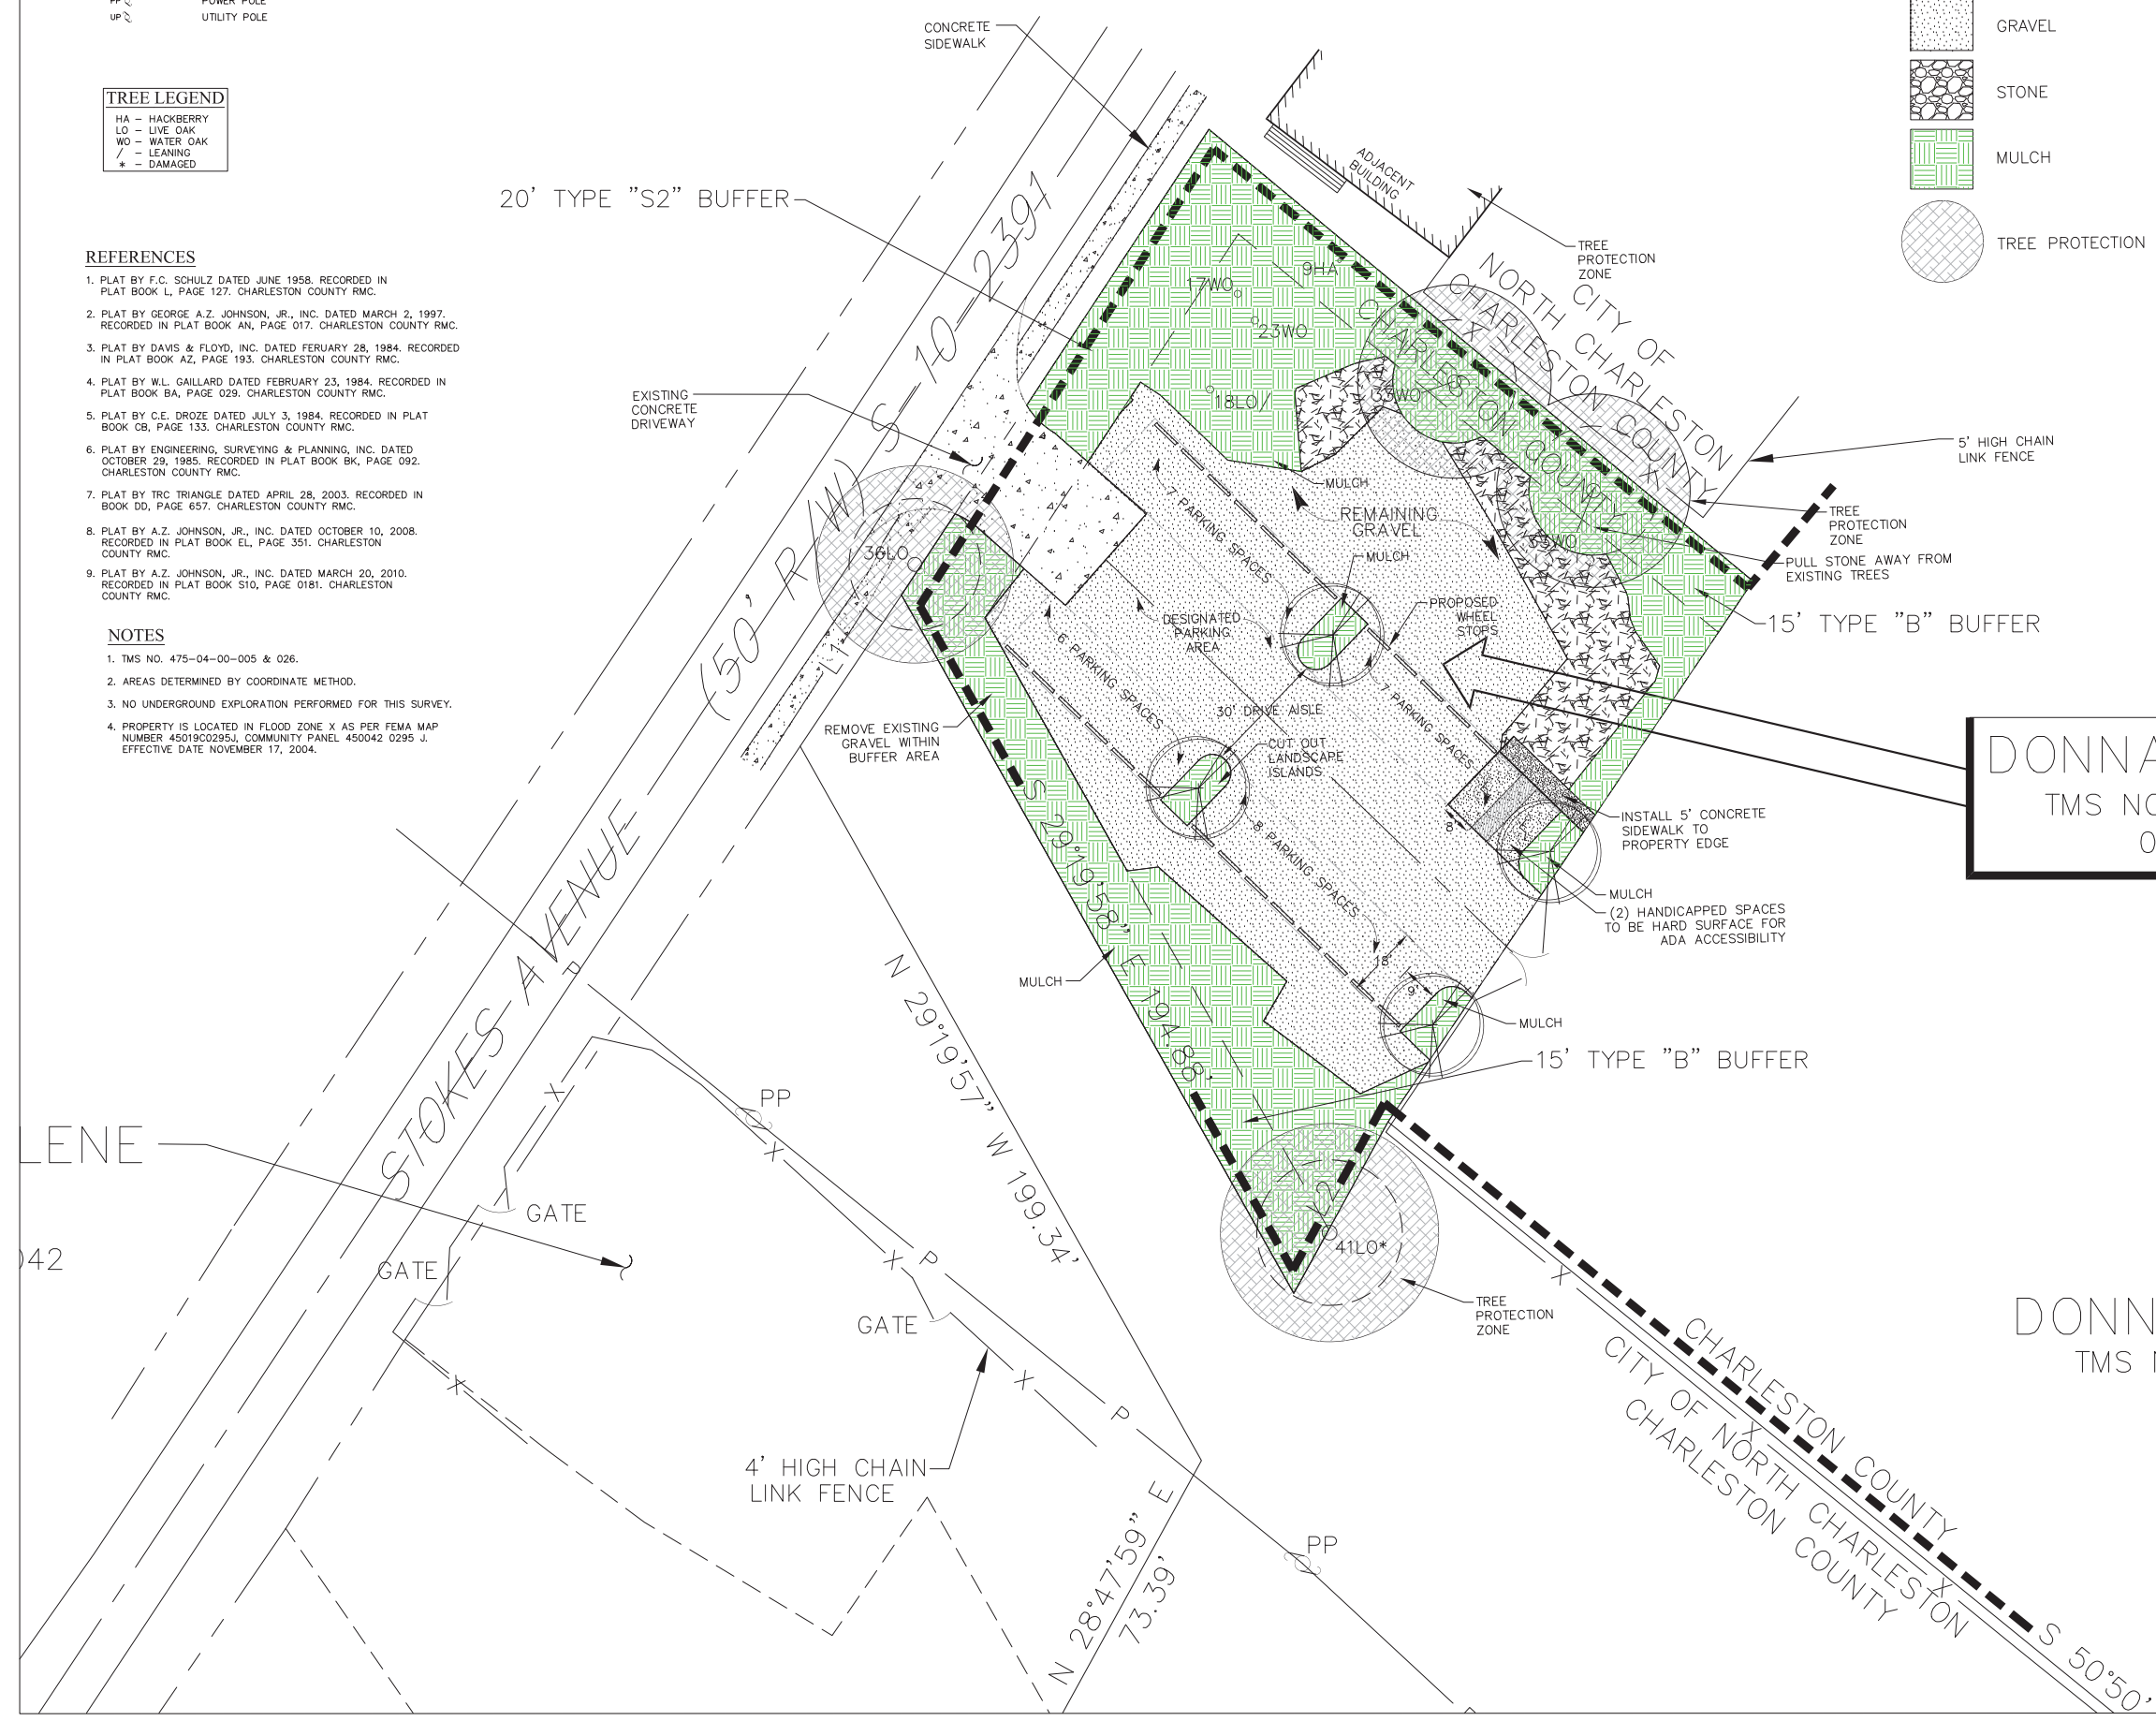 POWER POLE
UP UTILITY POLE
TREE LEGEND
HA - HACKBERRY
LO - LIVE OAK
WO - WATER OAK
/ - LEANING
* - DAMAGED
REFERENCES
1. PLAT BY F.C. SCHULZ DATED JUNE 1958. RECORDED IN
PLAT BOOK L, PAGE 127. CHARLESTON COUNTY RMC.
2. PLAT BY GEORGE A.Z. JOHNSON, JR., INC. DATED MARCH 2, 1997.
RECORDED IN PLAT BOOK AN, PAGE 017. CHARLESTON COUNTY RMC.
3. PLAT BY DAVIS & FLOYD, INC. DATED FERUARY 28, 1984. RECORDED
IN PLAT BOOK AZ, PAGE 193. CHARLESTON COUNTY RMC.
4. PLAT BY W.L. GAILLARD DATED FEBRUARY 23, 1984. RECORDED IN
PLAT BOOK BA, PAGE 029. CHARLESTON COUNTY RMC.
5. PLAT BY C.E. DROZE DATED JULY 3, 1984. RECORDED IN PLAT
BOOK CB, PAGE 133. CHARLESTON COUNTY RMC.
6. PLAT BY ENGINEERING, SURVEYING & PLANNING, INC. DATED
OCTOBER 29, 1985. RECORDED IN PLAT BOOK BK, PAGE 092.
CHARLESTON COUNTY RMC.
7. PLAT BY TRC TRIANGLE DATED APRIL 28, 2003. RECORDED IN
BOOK DD, PAGE 657. CHARLESTON COUNTY RMC.
8. PLAT BY A.Z. JOHNSON, JR., INC. DATED OCTOBER 10, 2008.
RECORDED IN PLAT BOOK EL, PAGE 351. CHARLESTON
COUNTY RMC.
9. PLAT BY A.Z. JOHNSON, JR., INC. DATED MARCH 20, 2010.
RECORDED IN PLAT BOOK S10, PAGE 0181. CHARLESTON
COUNTY RMC.
NOTES
1. TMS NO. 475-04-00-005 & 026.
2. AREAS DETERMINED BY COORDINATE METHOD.
3. NO UNDERGROUND EXPLORATION PERFORMED FOR THIS SURVEY.
4. PROPERTY IS LOCATED IN FLOOD ZONE X AS PER FEMA MAP
NUMBER 45019C0295J, COMMUNITY PANEL 450042 0295 J.
EFFECTIVE DATE NOVEMBER 17, 2004.
CONCRETE
SIDEWALK
20' TYPE "S2" BUFFER
EXISTING
CONCRETE
DRIVEWAY
STOKES AVENUE (50' R/W) S-10-2391
L1
36LO
REMOVE EXISTING
GRAVEL WITHIN
BUFFER AREA
MULCH
S 29°19'58" E 194.88'
N 29°19'57" W 199.34'
N 28°47'59" E
73.39'
LENE
042
GATE
GATE
GATE
PP
PP
P
P
P
X
X
X
X
X
4' HIGH CHAIN
LINK FENCE
ADJACENT
BUILDING
TREE
PROTECTION
ZONE
CITY OF
NORTH CHARLESTON
CHARLESTON COUNTY
CHARLESTON COUNTY
9HA
17WO
23WO
18LO/
33WO
MULCH
REMAINING
GRAVEL
MULCH
7 PARKING SPACES
6 PARKING SPACES
DESIGNATED
PARKING
AREA
PROPOSED
WHEEL
STOPS
7 PARKING SPACES
30' DRIVE AISLE
CUT OUT
LANDSCAPE
ISLANDS
8 PARKING SPACES
8'
18'
9'
5' HIGH CHAIN
LINK FENCE
TREE
PROTECTION
ZONE
PULL STONE AWAY FROM
EXISTING TREES
15' TYPE "B" BUFFER
INSTALL 5' CONCRETE
SIDEWALK TO
PROPERTY EDGE
MULCH
(2) HANDICAPPED SPACES
TO BE HARD SURFACE FOR
ADA ACCESSIBILITY
MULCH
15' TYPE "B" BUFFER
L2
41LO*
TREE
PROTECTION
ZONE
CHARLESTON COUNTY
CITY OF NORTH CHARLESTON
CHARLESTON COUNTY
X
X
X
S 50°50'
GRAVEL
STONE
MULCH
TREE PROTECTION
DONNA
TMS NO
0
DONN
TMS